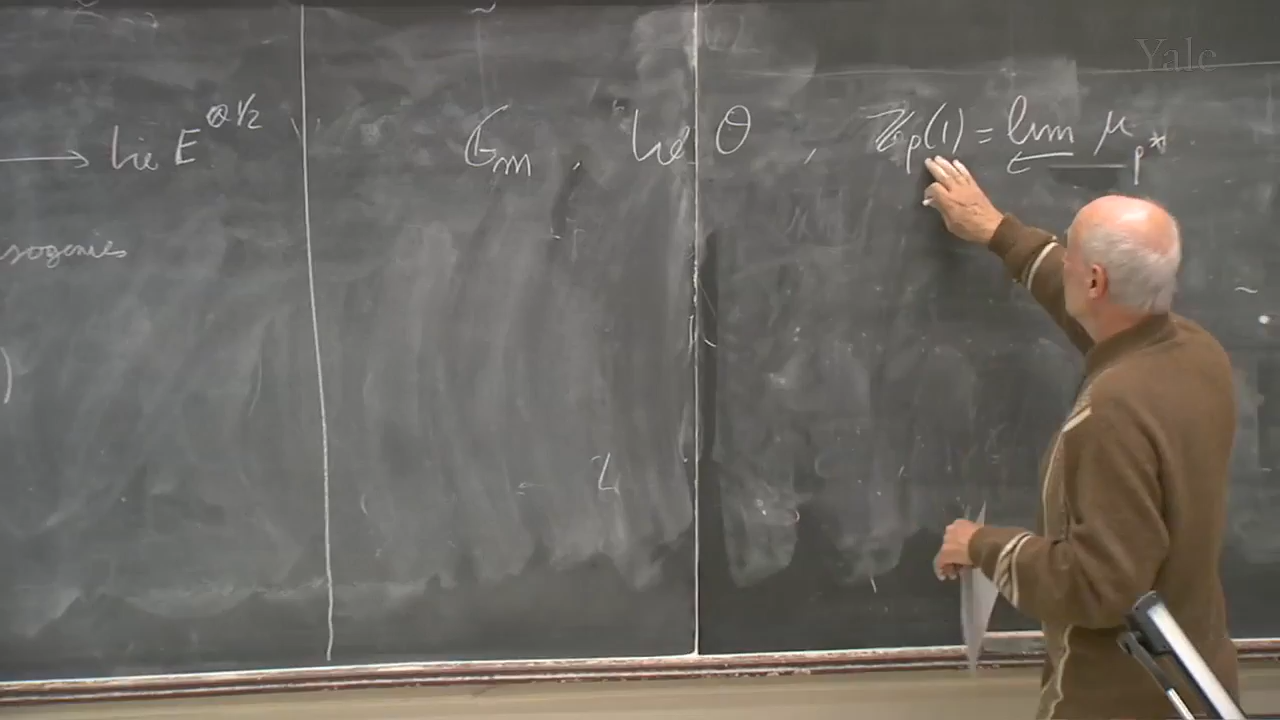 → Lie E^{⊗ 1/2}
G_m , Lie θ , ℤ_p(1) = lim← μ_{p^*}
isogenies
)
Yale